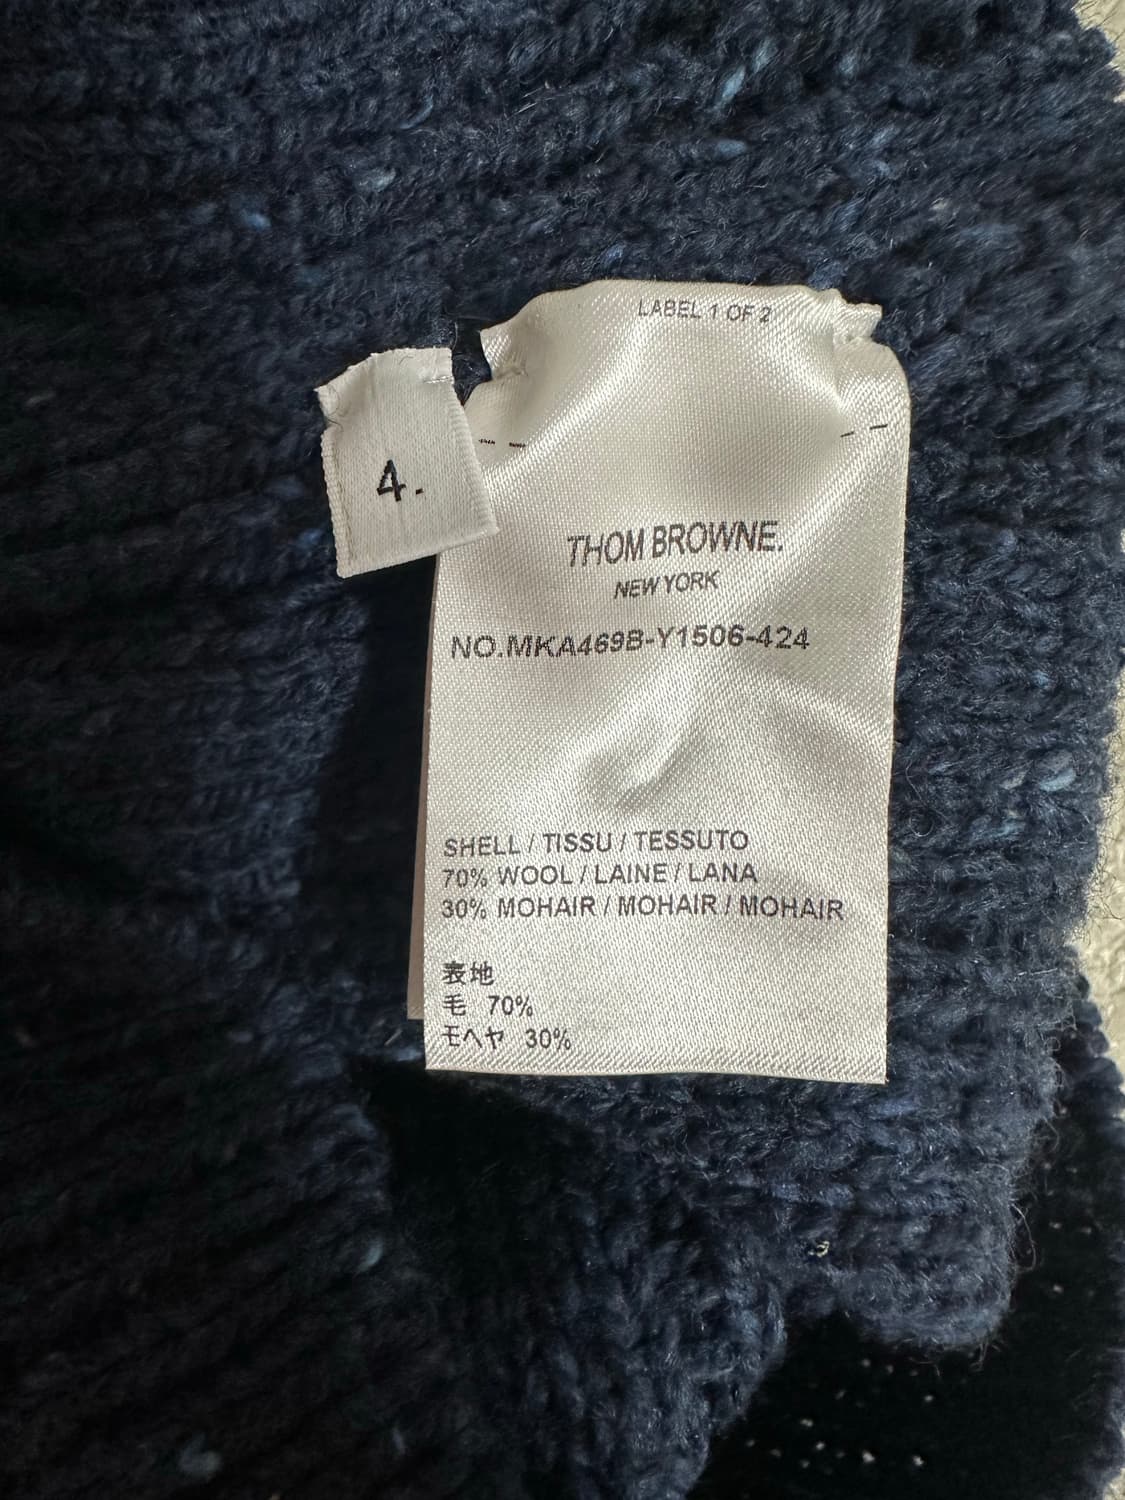 LABEL 1 OF 2
4.
THOM BROWNE.
NEW YORK
NO.MKA469B-Y1506-424
SHELL / TISSU / TESSUTO
70% WOOL / LAINE / LANA
30% MOHAIR / MOHAIR / MOHAIR
表地
毛 70%
モヘヤ 30%